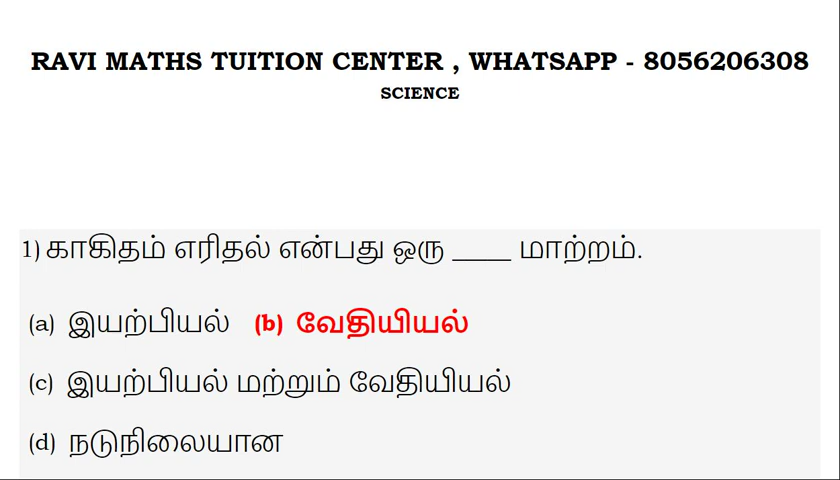 RAVI MATHS TUITION CENTER , WHATSAPP - 8056206308
SCIENCE
1) காகிதம் எரிதல் என்பது ஒரு ____ மாற்றம்.
(a) இயற்பியல் (b) வேதியியல்
(c) இயற்பியல் மற்றும் வேதியியல்
(d) நடுநிலையான